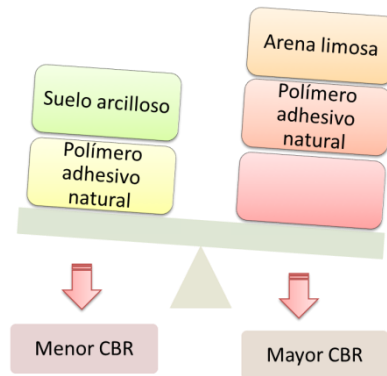 Suelo arcilloso
Polímero
adhesivo
natural
Arena limosa
Polímero
adhesivo
natural
Menor CBR
Mayor CBR